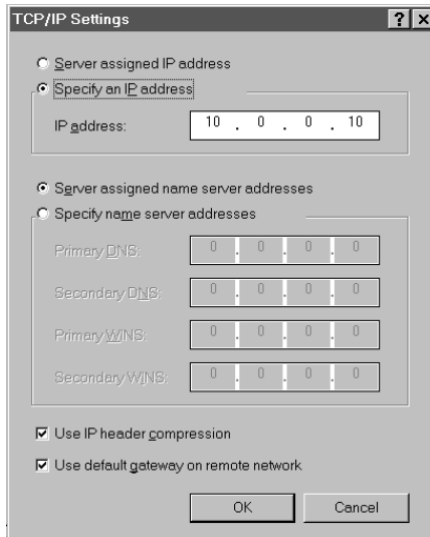 TCP/IP Settings
Server assigned IP address
Specify an IP address
IP address: 10 . 0 . 0 . 10
Server assigned name server addresses
Specify name server addresses
Primary DNS: 0 . 0 . 0 . 0
Secondary DNS: 0 . 0 . 0 . 0
Primary WINS: 0 . 0 . 0 . 0
Secondary WINS: 0 . 0 . 0 . 0
Use IP header compression
Use default gateway on remote network
OK Cancel